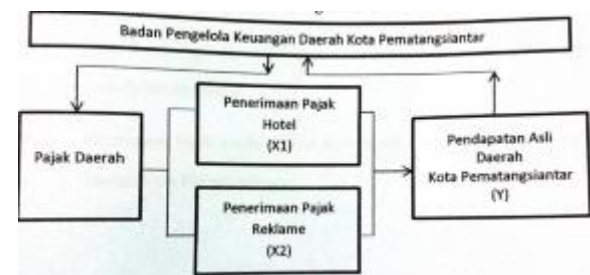 Badan Pengelola Keuangan Daerah Kota Pematangsiantar
Pajak Daerah
Penerimaan Pajak
Hotel
(X1)
Penerimaan Pajak
Reklame
(X2)
Pendapatan Asli
Daerah
Kota Pematangsiantar
(Y)